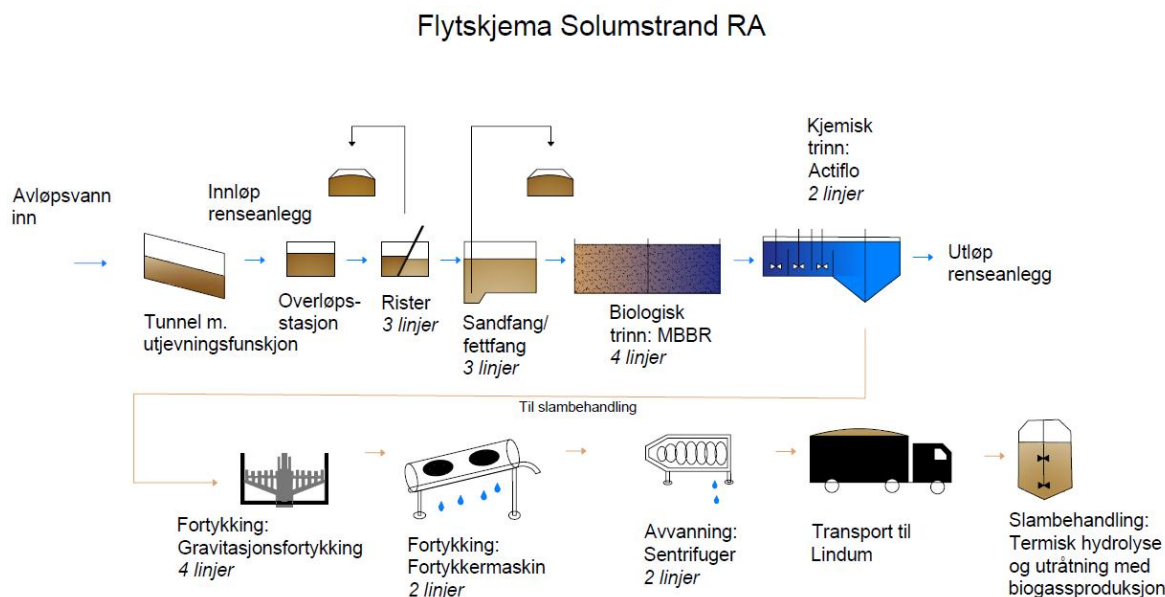 Flytskjema Solumstrand RA
Avløpsvann
inn
Tunnel m.
utjevningsfunskjon
Innløp
renseanlegg
Overløps-
stasjon
Rister
3 linjer
Sandfang/
fettfang
3 linjer
Biologisk
trinn: MBBR
4 linjer
Kjemisk
trinn:
Actiflo
2 linjer
Utløp
renseanlegg
Til slambehandling
Fortykking:
Gravitasjonsfortykking
4 linjer
Fortykking:
Fortykkermaskin
2 linjer
Avvanning:
Sentrifuger
2 linjer
Transport til
Lindum
Slambehandling:
Termisk hydrolyse
og utråtning med
biogassproduksjon